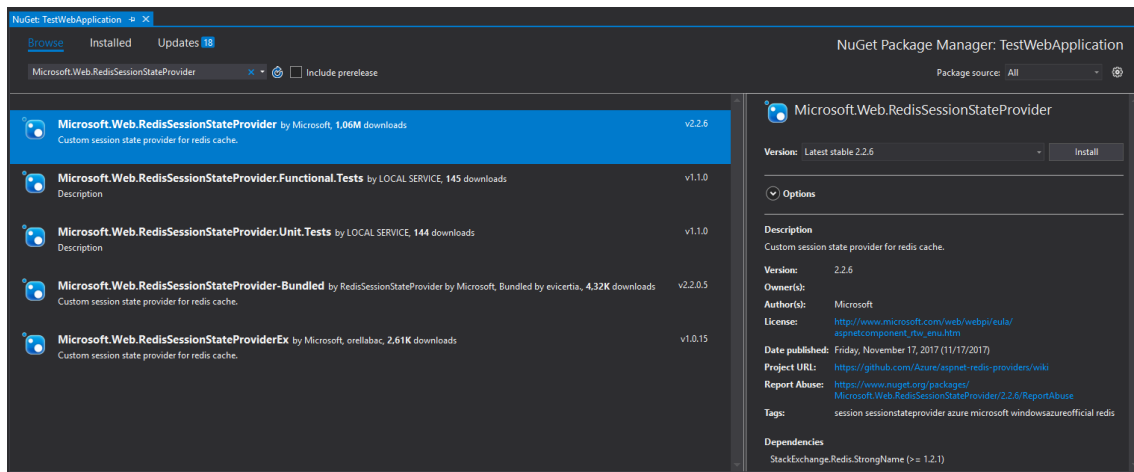 NuGet: TestWebApplication
Browse Installed Updates 18
NuGet Package Manager: TestWebApplication
Microsoft.Web.RedisSessionStateProvider
Include prerelease
Package source: All
Microsoft.Web.RedisSessionStateProvider by Microsoft, 1,06M downloads v2.2.6
Custom session state provider for redis cache.
Microsoft.Web.RedisSessionStateProvider.Functional.Tests by LOCAL SERVICE, 145 downloads v1.1.0
Description
Microsoft.Web.RedisSessionStateProvider.Unit.Tests by LOCAL SERVICE, 144 downloads v1.1.0
Description
Microsoft.Web.RedisSessionStateProvider-Bundled by RedisSessionStateProvider by Microsoft, Bundled by evicertia., 4,32K downloads v2.2.0.5
Custom session state provider for redis cache.
Microsoft.Web.RedisSessionStateProviderEx by Microsoft, orellabac, 2,61K downloads v1.0.15
Custom session state provider for redis cache.
Microsoft.Web.RedisSessionStateProvider
Version: Latest stable 2.2.6 Install
Options
Description
Custom session state provider for redis cache.
Version: 2.2.6
Owner(s):
Author(s): Microsoft
License: http://www.microsoft.com/web/webpi/eula/
aspnetcomponent_rtw_enu.htm
Date published: Friday, November 17, 2017 (11/17/2017)
Project URL: https://github.com/Azure/aspnet-redis-providers/wiki
Report Abuse: https://www.nuget.org/packages/
Microsoft.Web.RedisSessionStateProvider/2.2.6/ReportAbuse
Tags: session sessionstateprovider azure microsoft windowsazureofficial redis
Dependencies
StackExchange.Redis.StrongName (>= 1.2.1)